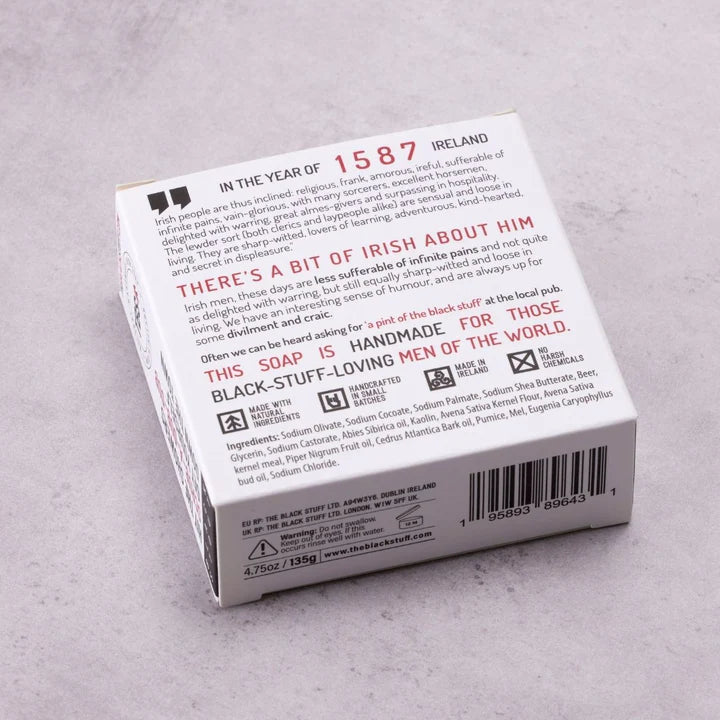 IN THE YEAR OF 1587 IRELAND
Irish people are thus inclined: religious, frank, amorous, ireful, sufferable of
infinite pains, vain-glorious, with many sorcerers, excellent horsemen,
delighted with warring, great almes-givers and surpassing in hospitality.
The lewder sort (both clerics and laypeople alike) are sensual and loose in
living. They are sharp-witted, lovers of learning, adventurous, kind-hearted,
and secret in displeasure."
THERE'S A BIT OF IRISH ABOUT HIM
Irish men, these days are less sufferable of infinite pains and not quite
as delighted with warring, but still equally sharp-witted and loose in
living. We have an interesting sense of humour, and are always up for
some divilment and craic.
Often we can be heard asking for 'a pint of the black stuff' at the local pub.
THIS SOAP IS HANDMADE FOR THOSE
BLACK-STUFF-LOVING MEN OF THE WORLD.
MADE WITH
NATURAL
INGREDIENTS
HANDCRAFTED
IN SMALL
BATCHES
MADE IN
IRELAND
NO
HARSH
CHEMICALS
Ingredients: Sodium Olivate, Sodium Cocoate, Sodium Palmate, Sodium Shea Butterate, Beer,
Glycerin, Sodium Castorate, Abies Sibirica oil, Kaolin, Avena Sativa Kernel Flour, Avena Sativa
kernel meal, Piper Nigrum Fruit oil, Cedrus Atlantica Bark oil, Pumice, Mel, Eugenia Caryophyllus
bud oil, Sodium Chloride.
EU RP: THE BLACK STUFF LTD. A94W3Y6. DUBLIN IRELAND
UK RP: THE BLACK STUFF LTD. LONDON. W1W 5PF UK.
Warning: Do not swallow.
Keep out of eyes, if this
occurs rinse well with water.
12 M
4.75oz / 135g
www.theblackstuff.com
1 95893 89643 1